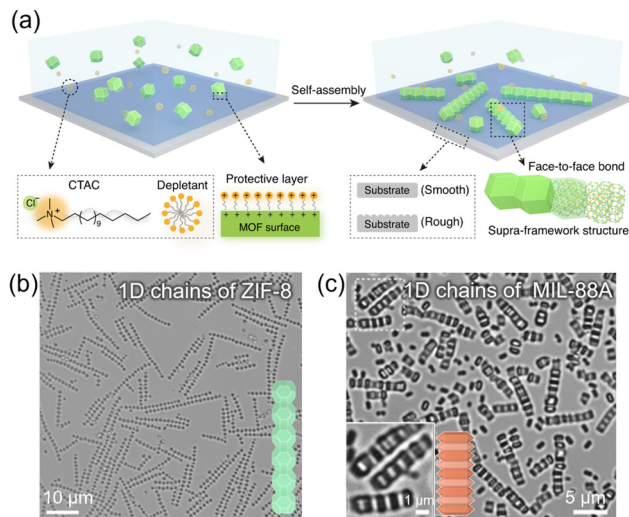 (a)
Self-assembly
CTAC
Cl⁻
N⁺
9
Depletant
Protective layer
+ + + + + + + + + +
+ + + + + + + + + +
MOF surface
Substrate (Smooth)
Substrate (Rough)
Face-to-face bond
Supra-framework structure
(b) 1D chains of ZIF-8
10 μm
(c) 1D chains of MIL-88A
1 μm
5 μm